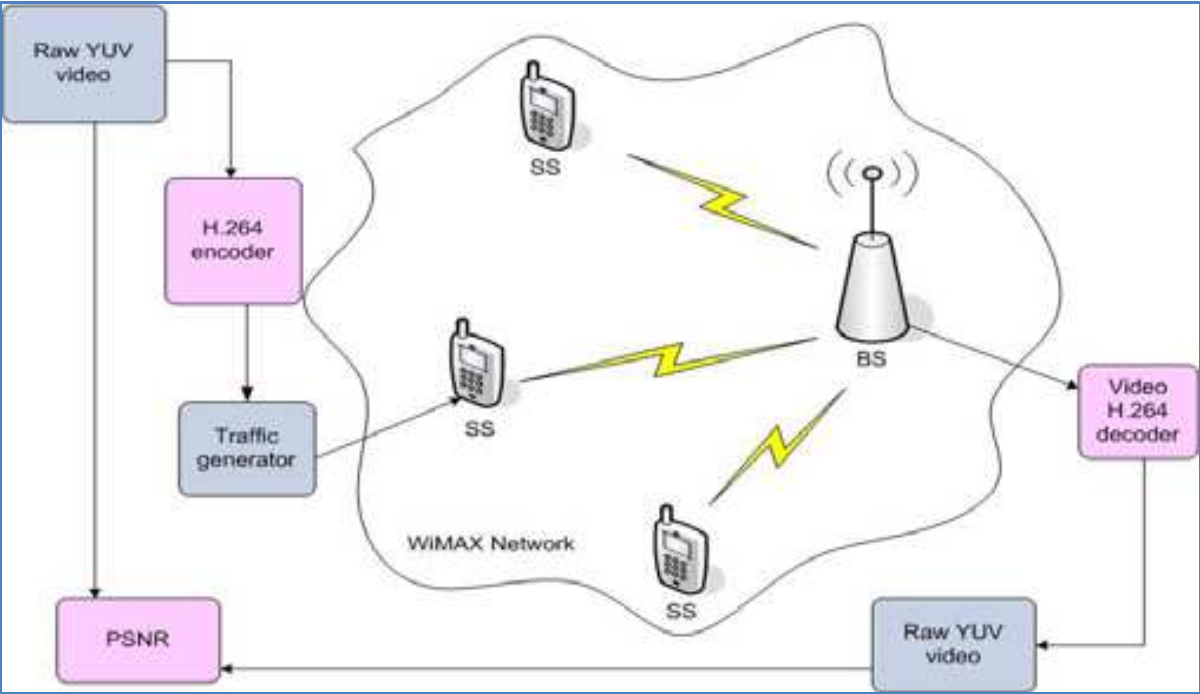 Raw YUV
video
H.264
encoder
Traffic
generator
PSNR
SS
SS
SS
WiMAX Network
BS
Video
H.264
decoder
Raw YUV
video